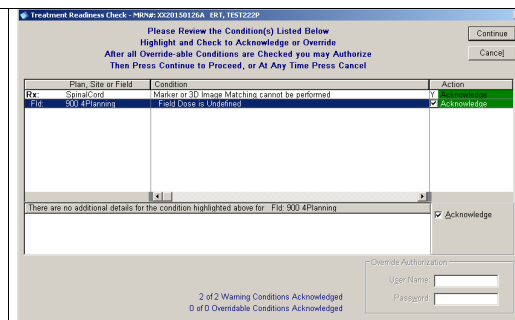 Treatment Readiness Check - MRN#: XX20150126A ERT, TEST222P
Please Review the Condition(s) Listed Below
Highlight and Check to Acknowledge or Override
After all Override-able Conditions are Checked you may Authorize
Then Press Continue to Proceed, or At Any Time Press Cancel
Continue
Cancel
Plan, Site or Field Condition Action
Rx: SpinalCord Marker or 3D Image Matching cannot be performed Y Acknowledge
Fld: 900 4Planning Field Dose is Undefined Acknowledge
There are no additional details for the condition highlighted above for Fld: 900 4Planning
Acknowledge
Override Authorization
User Name:
Password:
2 of 2 Warning Conditions Acknowledged
0 of 0 Overridable Conditions Acknowledged